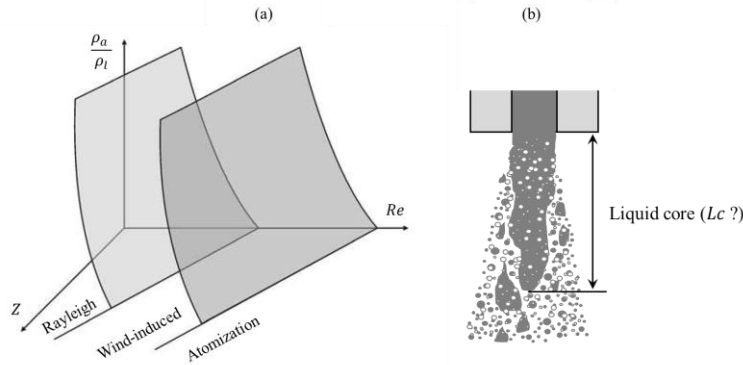 (a)
ρₐ/ρₗ
Re
Z
Rayleigh
Wind-induced
Atomization
(b)
Liquid core (Lc ?)